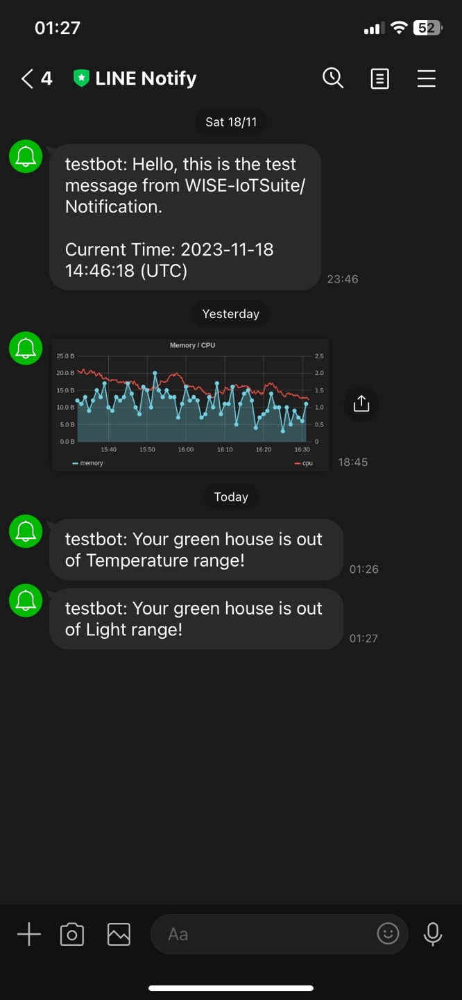 01:27
52
4
LINE Notify
Sat 18/11
testbot: Hello, this is the test
message from WISE-IoTSuite/
Notification.
Current Time: 2023-11-18
14:46:18 (UTC)
23:46
Yesterday
Memory / CPU
25.0 B
2.5
20.0 B
2.0
15.0 B
1.5
10.0 B
1.0
5.0 B
0.5
0.0 B
0
15:40 15:50 16:00 16:10 16:20 16:30
memory
cpu
18:45
Today
testbot: Your green house is out
of Temperature range!
01:26
testbot: Your green house is out
of Light range!
01:27
Aa